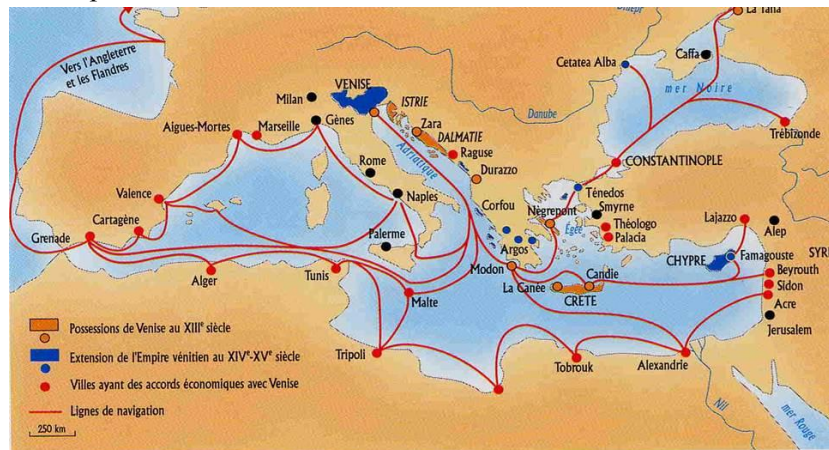 Vers l'Angleterre
et les Flandres
Milan
VENISE
ISTRIE
Gênes
Zara
DALMATIE
Raguse
Adriatique
Durazzo
Aigues-Mortes
Marseille
Rome
Naples
Corfou
Valence
Cartagène
Grenade
Palerme
Alger
Tunis
Malte
Tripoli
Danube
Cetatea Alba
Caffa
La Tana
mer Noire
Trébizonde
CONSTANTINOPLE
Ténedos
Smyrne
Nègrepont
Théologo
Palacia
Égée
Argos
Modon
La Canée
Candie
CRÈTE
Lajazzo
Alep
CHYPRE
Famagouste
SYRI
Beyrouth
Sidon
Acre
Jerusalem
Tobrouk
Alexandrie
Nil
mer Rouge
Possessions de Venise au XIIIe siècle
Extension de l'Empire vénitien au XIVe-XVe siècle
Villes ayant des accords économiques avec Venise
Lignes de navigation
250 km